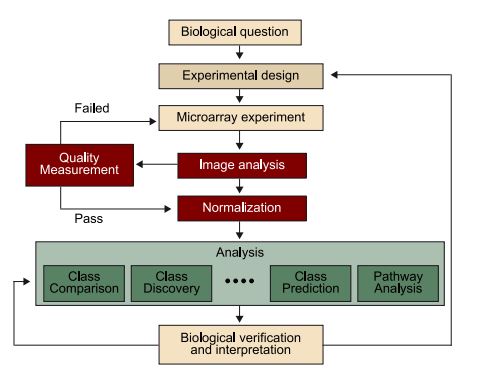 Biological question
Experimental design
Failed
Microarray experiment
Quality
Measurement
Image analysis
Normalization
Pass
Analysis
Class
Comparison
Class
Discovery
Class
Prediction
Pathway
Analysis
Biological verification
and interpretation